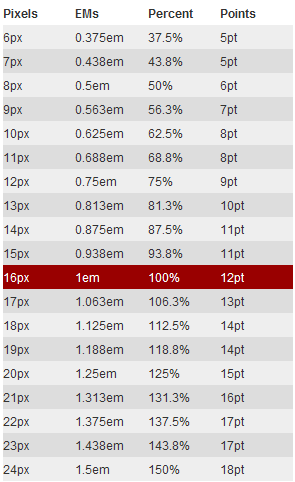 Pixels EMs Percent Points
6px 0.375em 37.5% 5pt
7px 0.438em 43.8% 5pt
8px 0.5em 50% 6pt
9px 0.563em 56.3% 7pt
10px 0.625em 62.5% 8pt
11px 0.688em 68.8% 8pt
12px 0.75em 75% 9pt
13px 0.813em 81.3% 10pt
14px 0.875em 87.5% 11pt
15px 0.938em 93.8% 11pt
16px 1em 100% 12pt
17px 1.063em 106.3% 13pt
18px 1.125em 112.5% 14pt
19px 1.188em 118.8% 14pt
20px 1.25em 125% 15pt
21px 1.313em 131.3% 16pt
22px 1.375em 137.5% 17pt
23px 1.438em 143.8% 17pt
24px 1.5em 150% 18pt